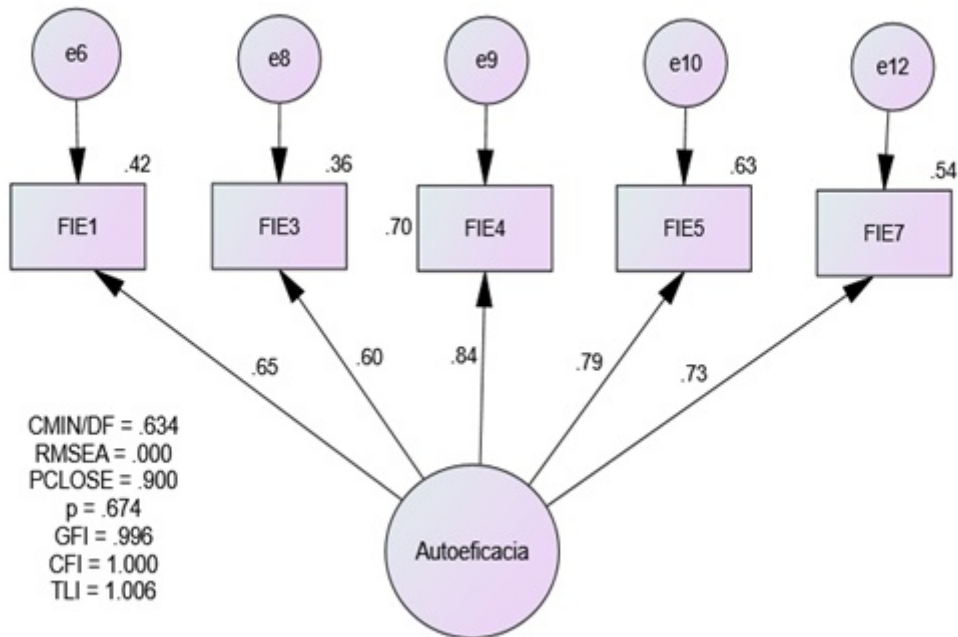 e6
e8
e9
e10
e12
.42
.36
.70
.63
.54
FIE1
FIE3
FIE4
FIE5
FIE7
.65
.60
.84
.79
.73
CMIN/DF = .634
RMSEA = .000
PCLOSE = .900
p = .674
GFI = .996
CFI = 1.000
TLI = 1.006
Autoeficacia